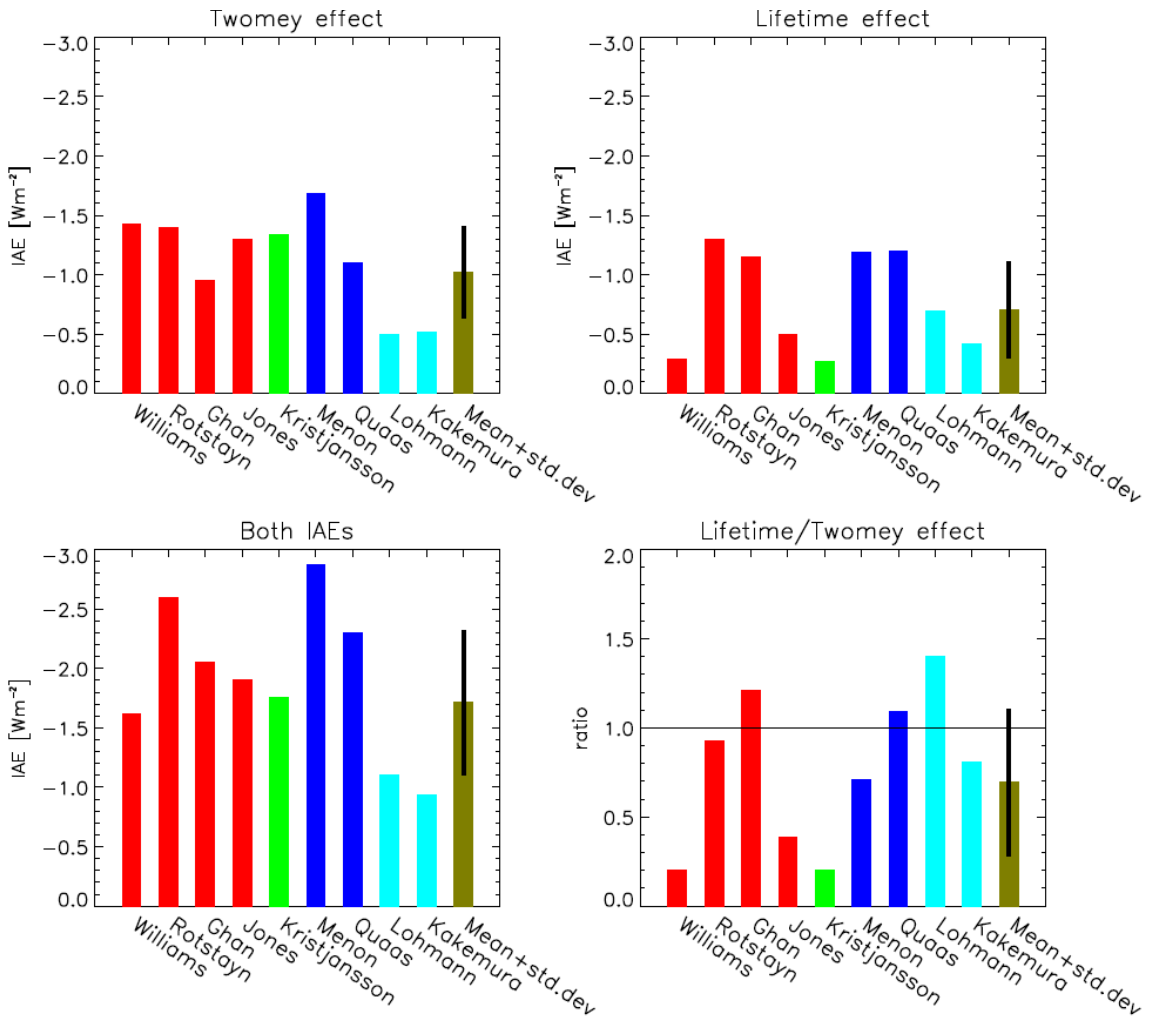 Twomey effect
IAE [Wm⁻²]
-3.0
-2.5
-2.0
-1.5
-1.0
-0.5
0.0
Williams
Rotstayn
Ghan
Jones
Kristjansson
Menon
Quaas
Lohmann
Kakemura
Mean+std.dev
Lifetime effect
IAE [Wm⁻²]
-3.0
-2.5
-2.0
-1.5
-1.0
-0.5
0.0
Williams
Rotstayn
Ghan
Jones
Kristjansson
Menon
Quaas
Lohmann
Kakemura
Mean+std.dev
Both IAEs
IAE [Wm⁻²]
-3.0
-2.5
-2.0
-1.5
-1.0
-0.5
0.0
Williams
Rotstayn
Ghan
Jones
Kristjansson
Menon
Quaas
Lohmann
Kakemura
Mean+std.dev
Lifetime/Twomey effect
ratio
2.0
1.5
1.0
0.5
0.0
Williams
Rotstayn
Ghan
Jones
Kristjansson
Menon
Quaas
Lohmann
Kakemura
Mean+std.dev